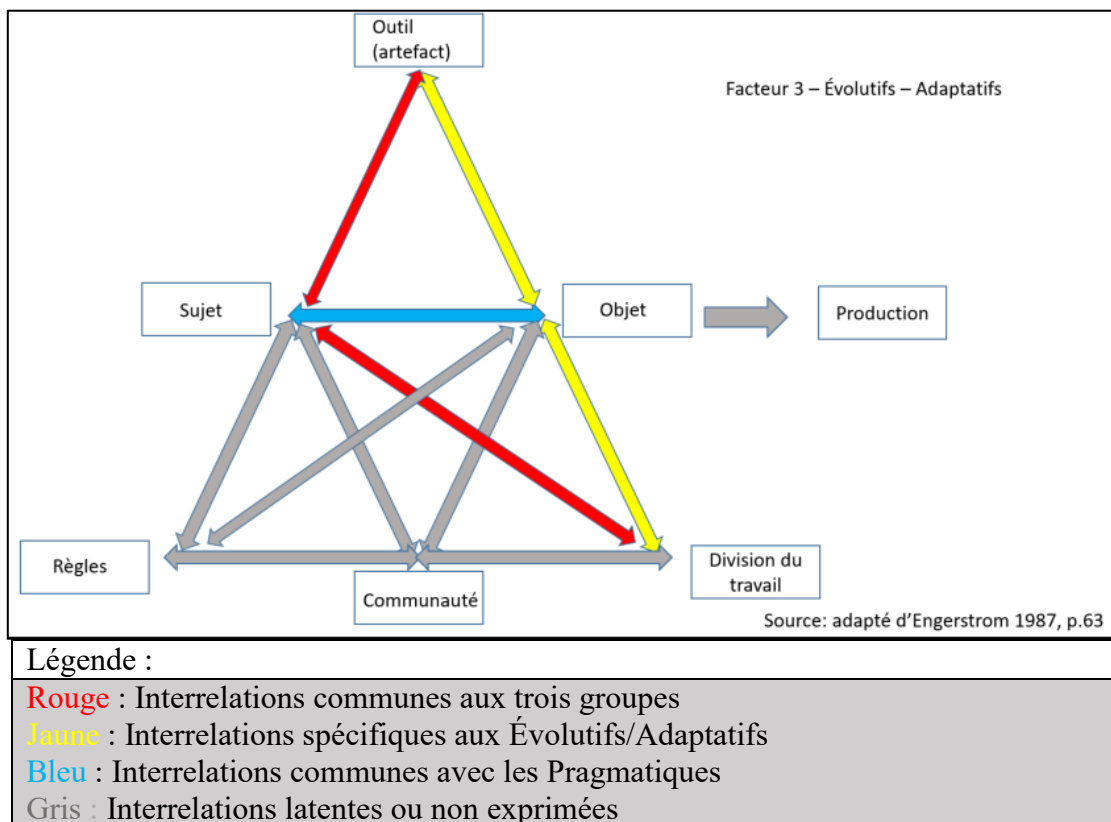 Outil
(artefact)
Facteur 3 – Évolutifs – Adaptatifs
Sujet
Objet
Production
Règles
Communauté
Division du
travail
Source: adapté d’Engerstrom 1987, p.63
Légende :
Rouge : Interrelations communes aux trois groupes
Jaune : Interrelations spécifiques aux Évolutifs/Adaptatifs
Bleu : Interrelations communes avec les Pragmatiques
Gris : Interrelations latentes ou non exprimées